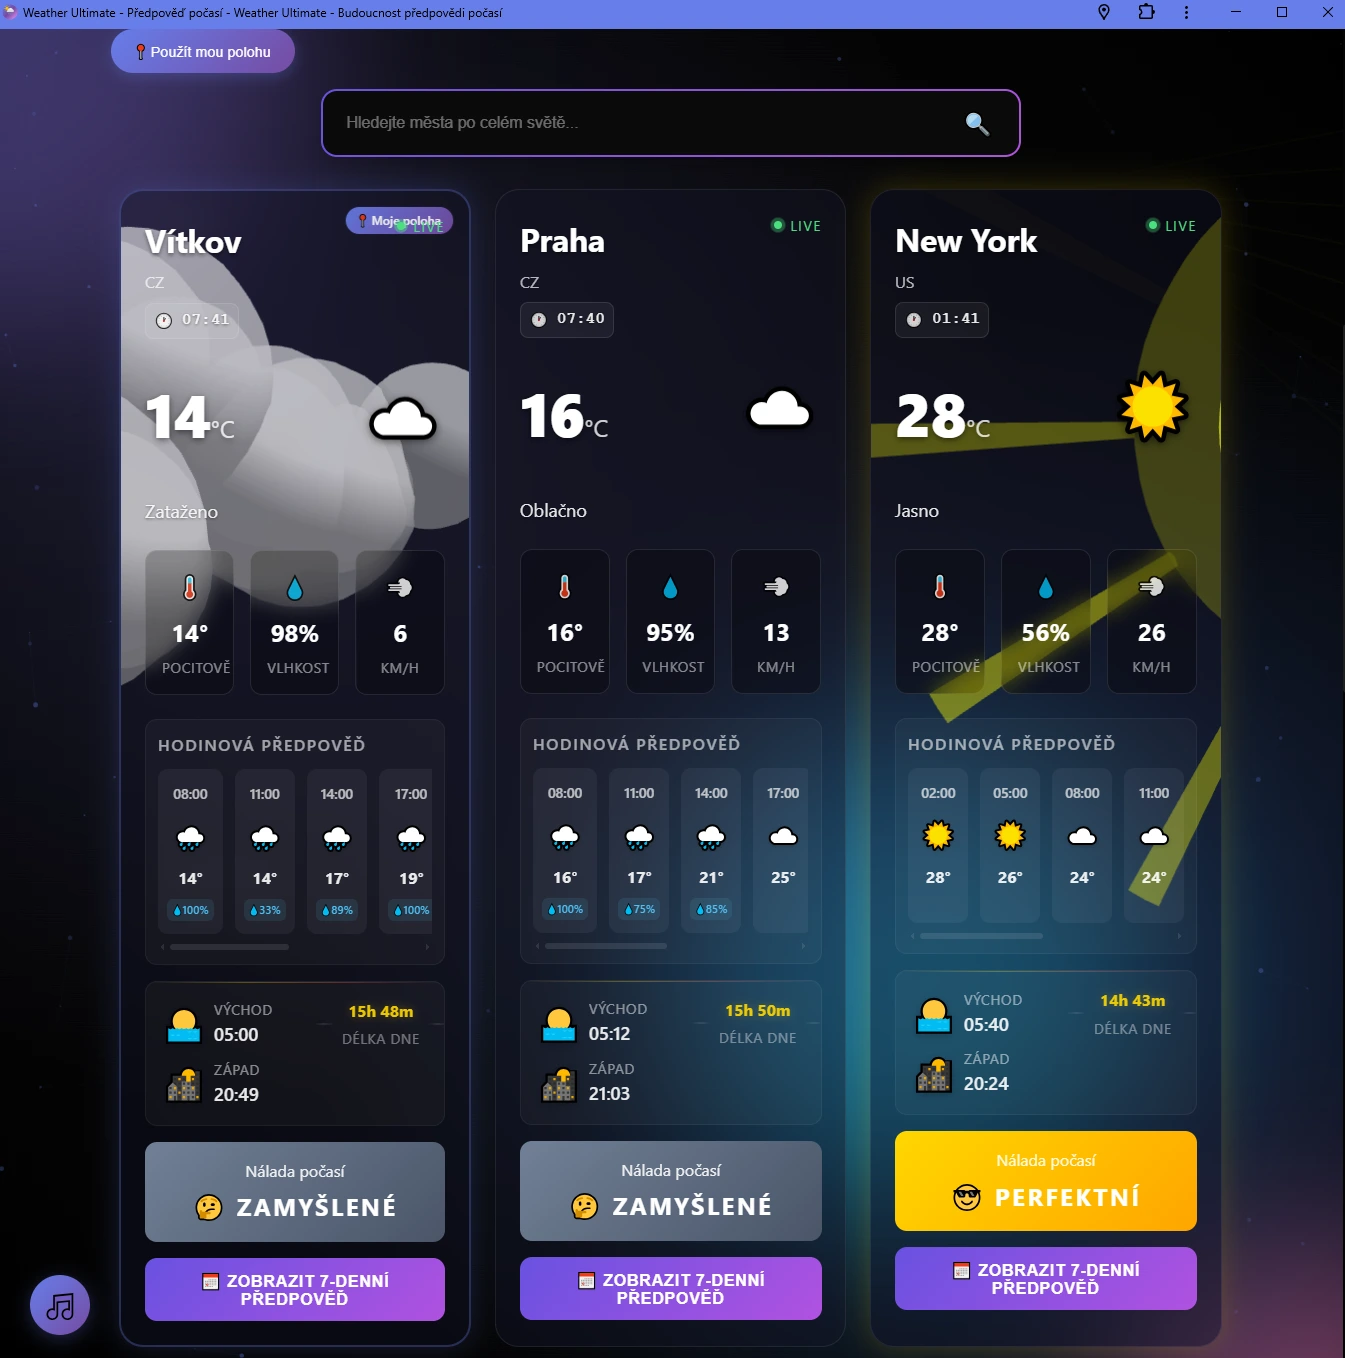 Weather Ultimate - Předpověď počasí - Weather Ultimate - Budoucnost předpovědi počasí
Použít mou polohu
Hledejte města po celém světě...
Moje poloha
LIVE
Vítkov
CZ
07:41
14°C
Zataženo
14°
POCITOVĚ
98%
VLHKOST
6
KM/H
HODINOVÁ PŘEDPOVĚĎ
08:00 11:00 14:00 17:00
14° 14° 17° 19°
100% 33% 89% 100%
VÝCHOD
05:00
15h 48m
DÉLKA DNE
ZÁPAD
20:49
Nálada počasí
ZAMYŠLENÉ
ZOBRAZIT 7-DENNÍ
PŘEDPOVĚĎ
LIVE
Praha
CZ
07:40
16°C
Oblačno
16°
POCITOVĚ
95%
VLHKOST
13
KM/H
HODINOVÁ PŘEDPOVĚĎ
08:00 11:00 14:00 17:00
16° 17° 21° 25°
100% 75% 85%
VÝCHOD
05:12
15h 50m
DÉLKA DNE
ZÁPAD
21:03
Nálada počasí
ZAMYŠLENÉ
ZOBRAZIT 7-DENNÍ
PŘEDPOVĚĎ
LIVE
New York
US
01:41
28°C
Jasno
28°
POCITOVĚ
56%
VLHKOST
26
KM/H
HODINOVÁ PŘEDPOVĚĎ
02:00 05:00 08:00 11:00
28° 26° 24° 24°
VÝCHOD
05:40
14h 43m
DÉLKA DNE
ZÁPAD
20:24
Nálada počasí
PERFEKTNÍ
ZOBRAZIT 7-DENNÍ
PŘEDPOVĚĎ